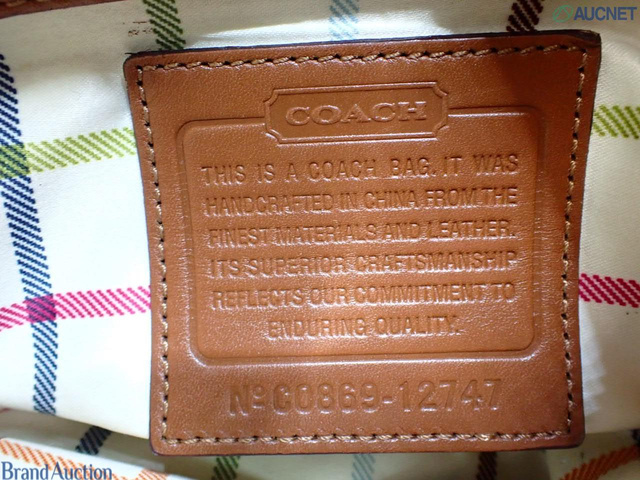 AUCNET
COACH
THIS IS A COACH BAG. IT WAS
HANDCRAFTED IN CHINA FROM THE
FINEST MATERIALS AND LEATHER.
ITS SUPERIOR CRAFTSMANSHIP
REFLECTS OUR COMMITMENT TO
ENDURING QUALITY.
Nº C0869-12747
Brand Auction